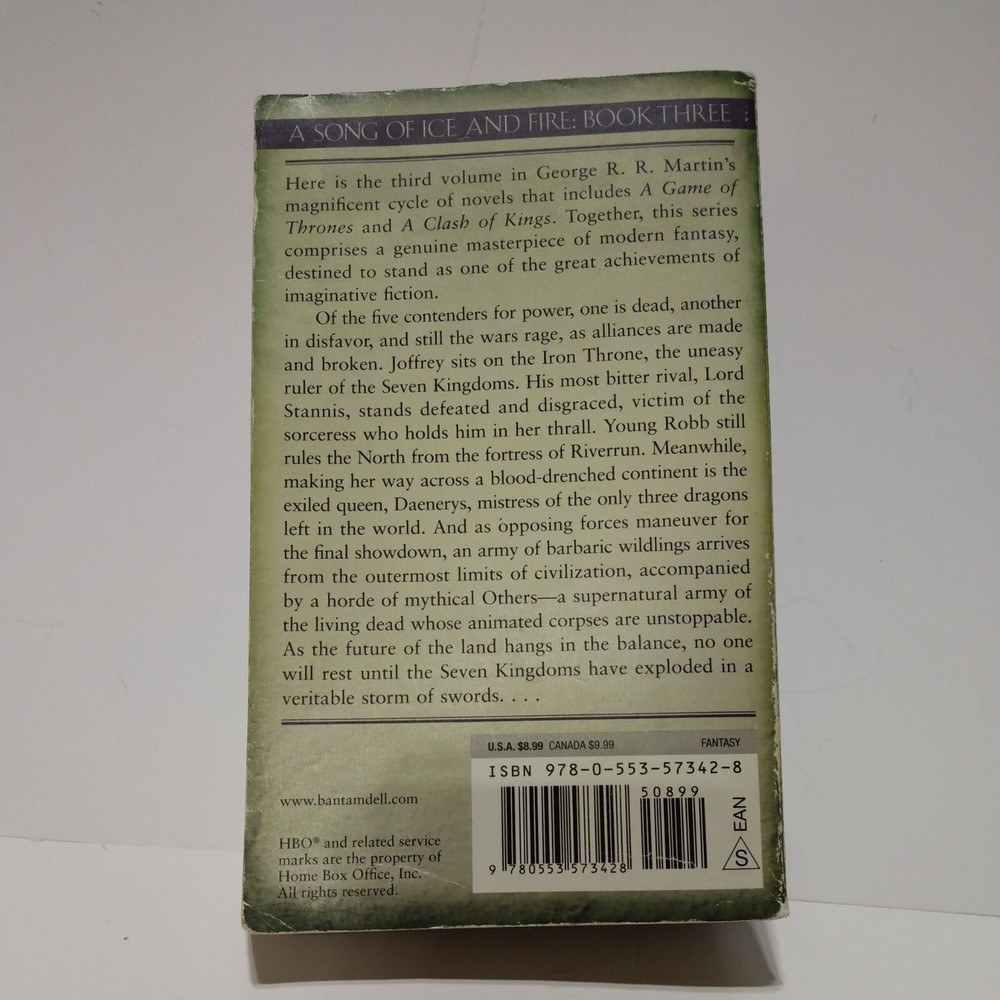 A SONG OF ICE AND FIRE: BOOK THREE :
Here is the third volume in George R. R. Martin's
magnificent cycle of novels that includes A Game of
Thrones and A Clash of Kings. Together, this series
comprises a genuine masterpiece of modern fantasy,
destined to stand as one of the great achievements of
imaginative fiction.
Of the five contenders for power, one is dead, another
in disfavor, and still the wars rage, as alliances are made
and broken. Joffrey sits on the Iron Throne, the uneasy
ruler of the Seven Kingdoms. His most bitter rival, Lord
Stannis, stands defeated and disgraced, victim of the
sorceress who holds him in her thrall. Young Robb still
rules the North from the fortress of Riverrun. Meanwhile,
making her way across a blood-drenched continent is the
exiled queen, Daenerys, mistress of the only three dragons
left in the world. And as opposing forces maneuver for
the final showdown, an army of barbaric wildlings arrives
from the outermost limits of civilization, accompanied
by a horde of mythical Others—a supernatural army of
the living dead whose animated corpses are unstoppable.
As the future of the land hangs in the balance, no one
will rest until the Seven Kingdoms have exploded in a
veritable storm of swords. . . .
U.S.A. $8.99 CANADA $9.99 FANTASY
ISBN 978-0-553-57342-8
50899
9 780553 573428
EAN
S
www.bantamdell.com
HBO® and related service
marks are the property of
Home Box Office, Inc.
All rights reserved.